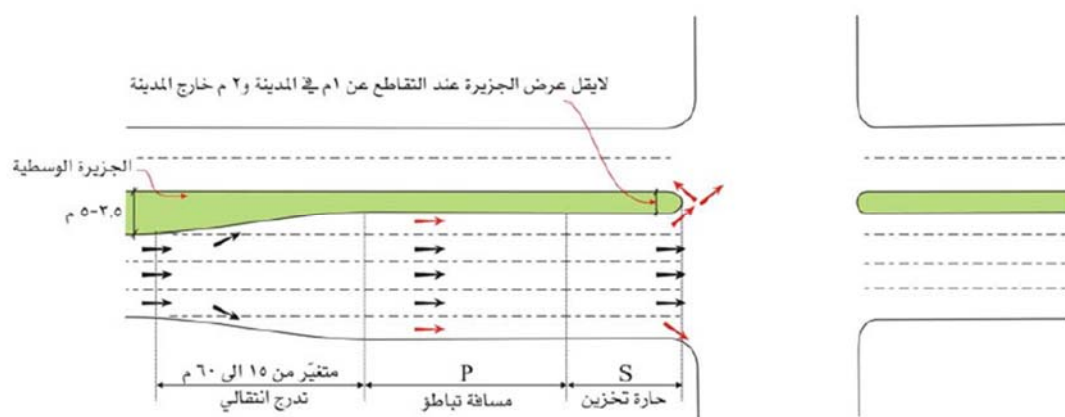 لايقل عرض الجزيرة عند التقاطع عن ١م في المدينة و٢ م خارج المدينة
الجزيرة الوسطية
٣.٥-٥ م
متغيّر من ١٥ الى ٦٠ م
P
S
تدرج انتقالي
مسافة تباطؤ
حارة تخزين